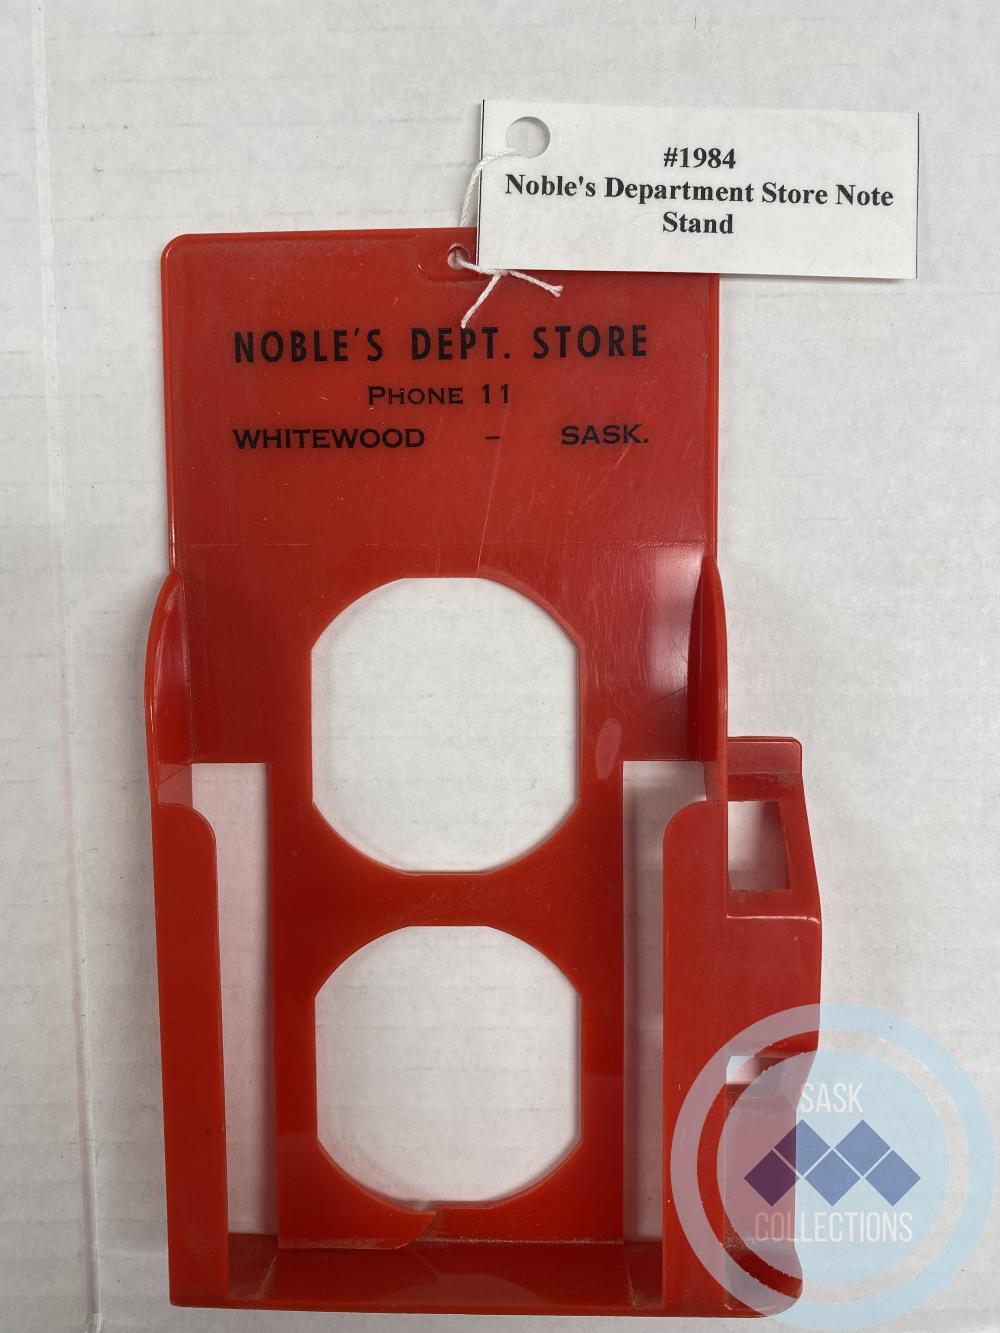 #1984
Noble's Department Store Note
Stand
NOBLE'S DEPT. STORE
PHONE 11
WHITEWOOD - SASK.
SASK
COLLECTIONS